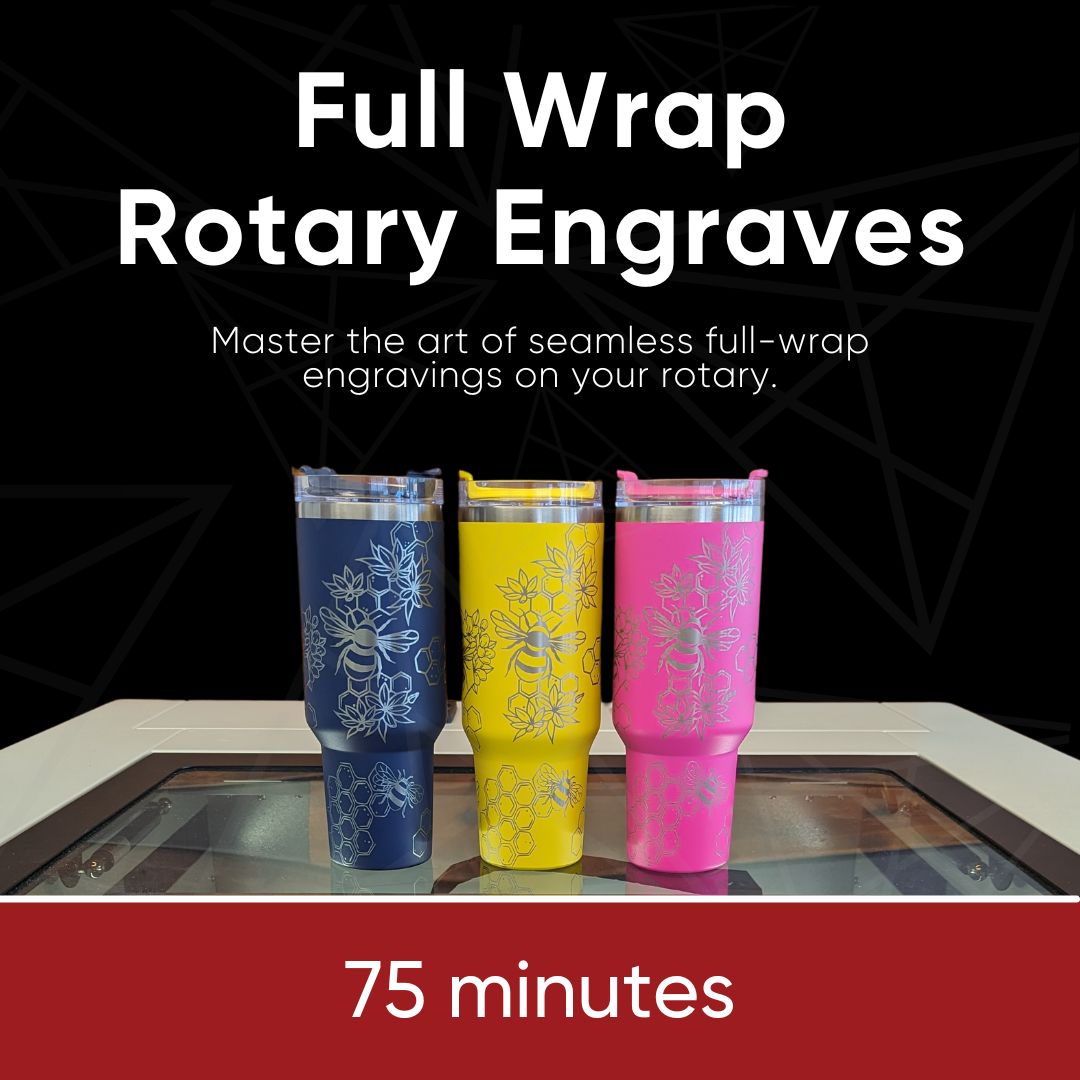 Full Wrap
Rotary Engraves
Master the art of seamless full-wrap
engravings on your rotary.
75 minutes